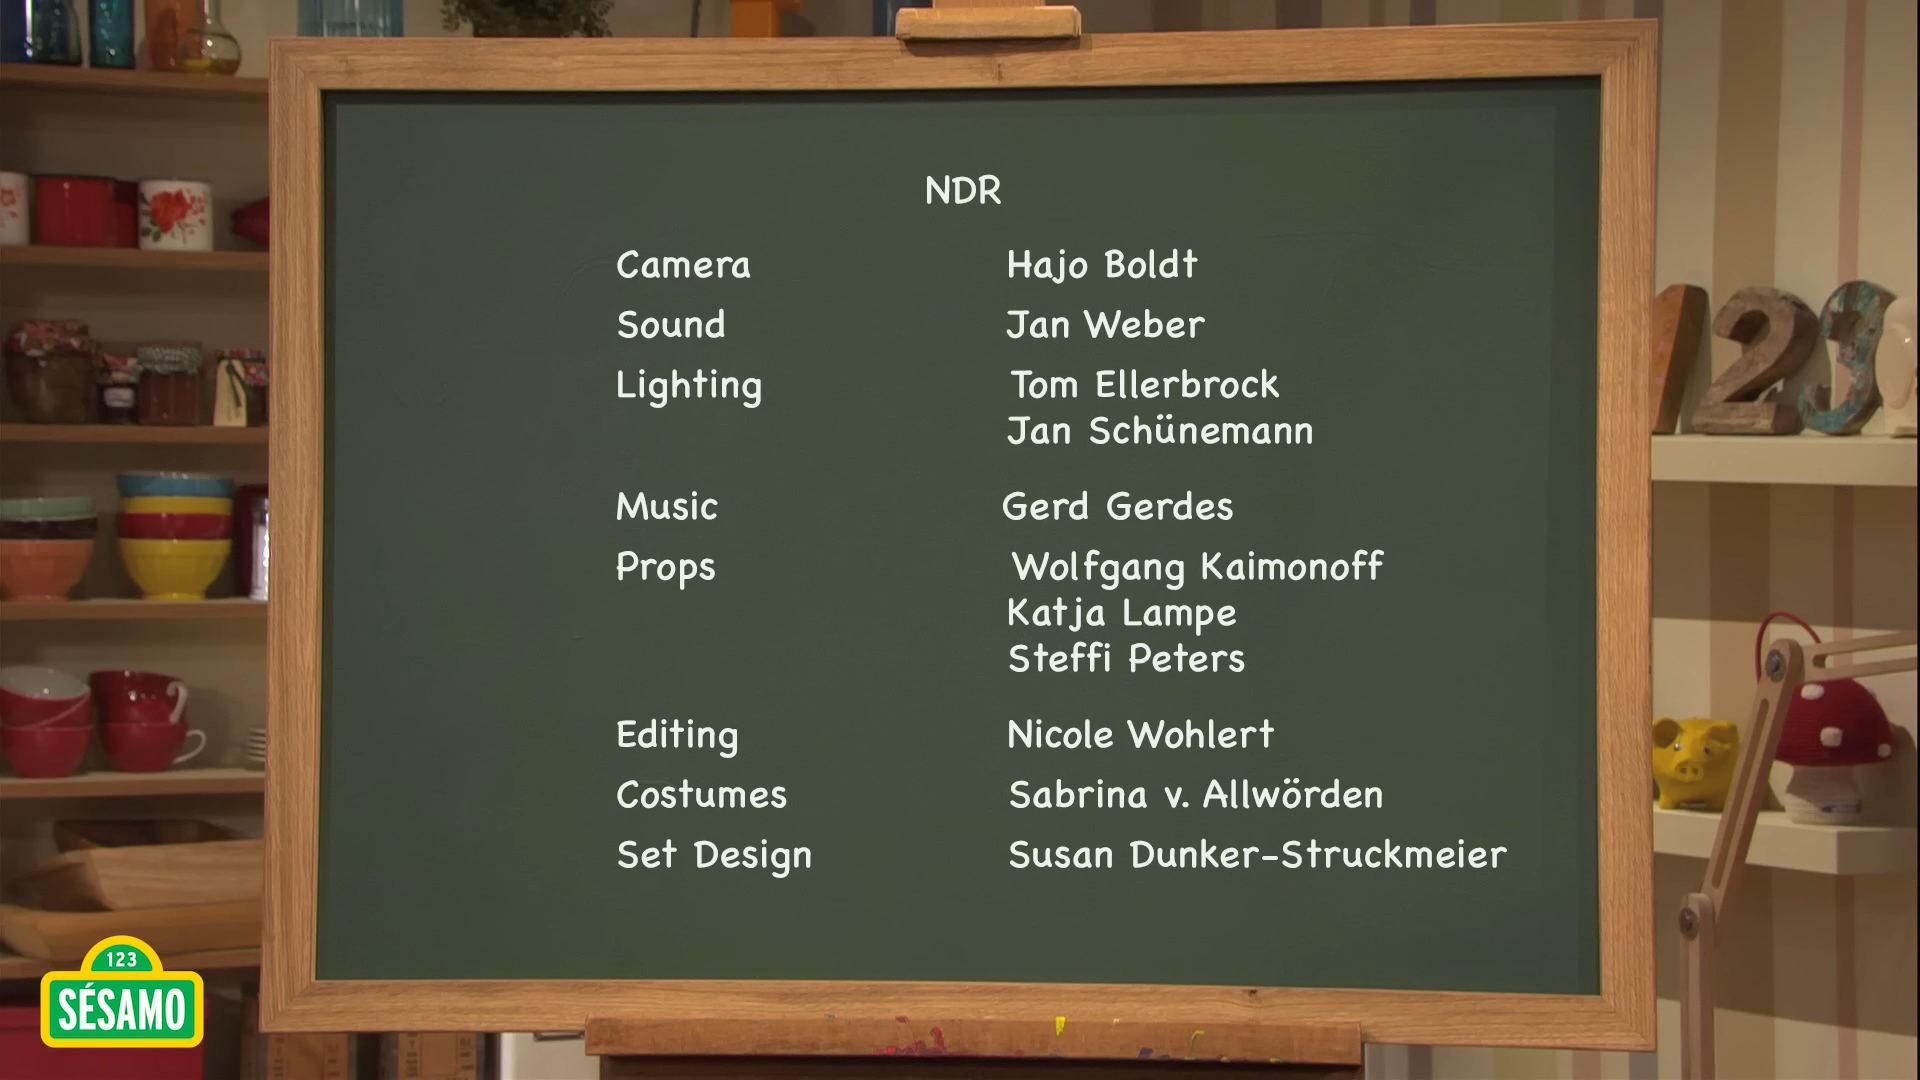 NDR
Camera Hajo Boldt
Sound Jan Weber
Lighting Tom Ellerbrock
Jan Schünemann
Music Gerd Gerdes
Props Wolfgang Kaimonoff
Katja Lampe
Steffi Peters
Editing Nicole Wohlert
Costumes Sabrina v. Allwörden
Set Design Susan Dunker-Struckmeier
123
123
SÉSAMO